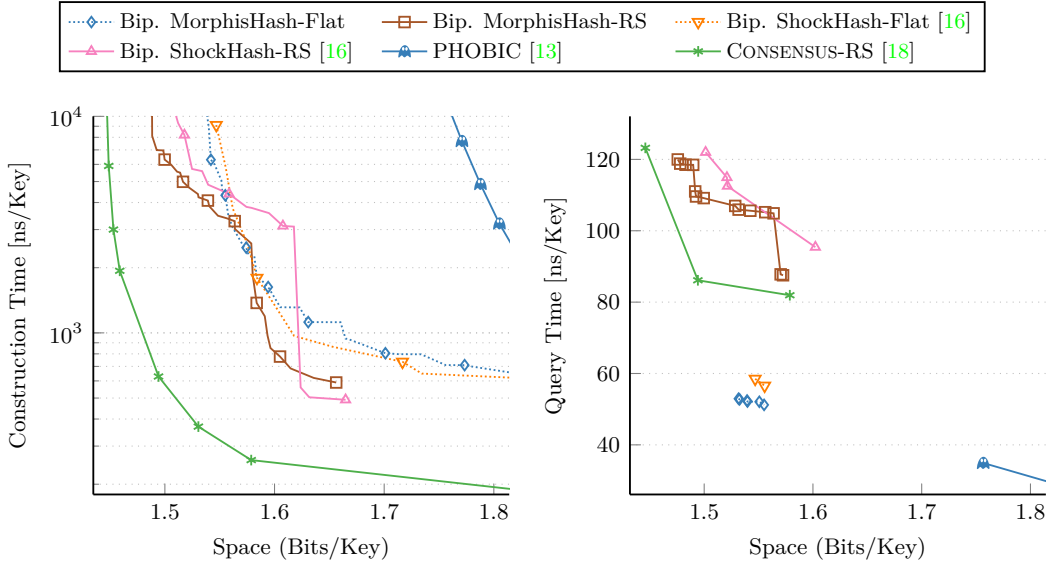 Bip. MorphisHash-Flat Bip. MorphisHash-RS Bip. ShockHash-Flat [16]
Bip. ShockHash-RS [16] PHOBIC [13] CONSENSUS-RS [18]
Construction Time [ns/Key]
10^4
10^3
1.5 1.6 1.7 1.8
Space (Bits/Key)
Query Time [ns/Key]
120
100
80
60
40
1.5 1.6 1.7 1.8
Space (Bits/Key)